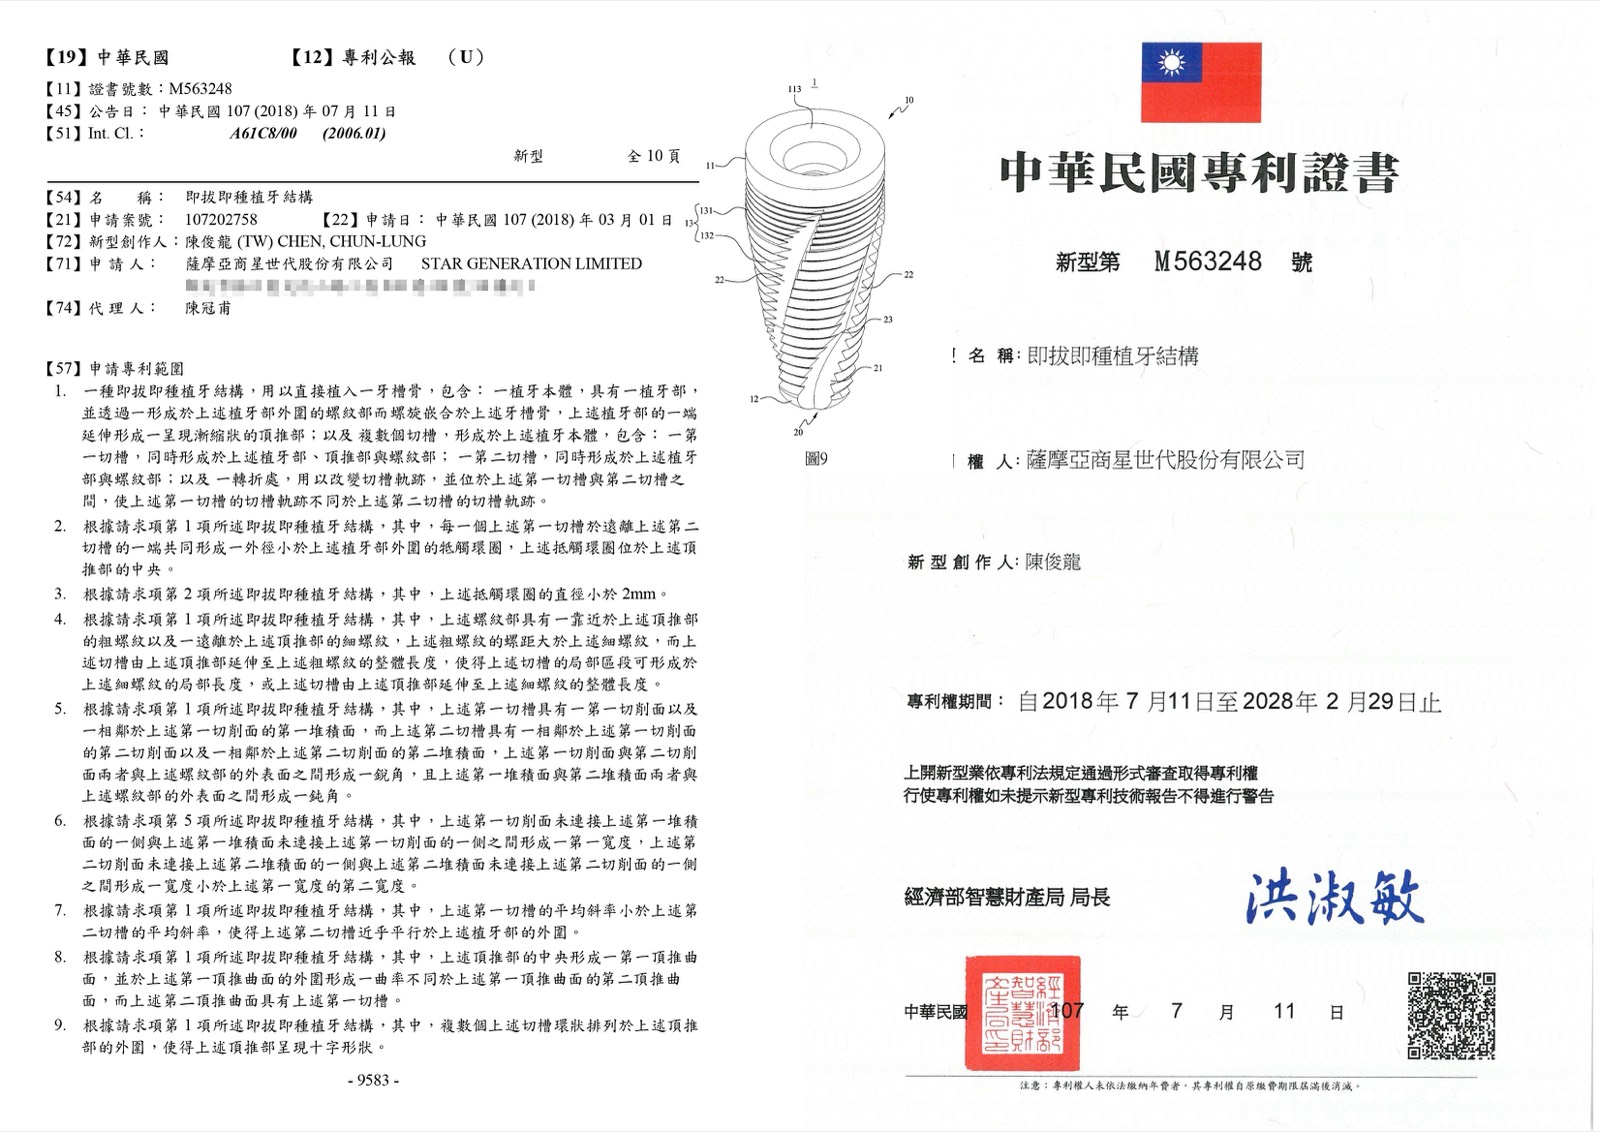 【19】中華民國 【12】專利公報 （U）
【11】證書號數：M563248
【45】公告日： 中華民國 107 (2018) 年 07 月 11 日
【51】Int. Cl.： A61C8/00 (2006.01)
新型 全 10 頁
【54】名　　稱： 即拔即種植牙結構
【21】申請案號： 107202758 【22】申請日： 中華民國 107 (2018) 年 03 月 01 日
【72】新型創作人：陳俊龍 (TW) CHEN, CHUN-LUNG
【71】申 請 人： 薩摩亞商星世代股份有限公司 STAR GENERATION LIMITED
【74】代 理 人： 陳冠甫
【57】申請專利範圍
1. 一種即拔即種植牙結構，用以直接植入一牙槽骨，包含： 一植牙本體，具有一植牙部，
並透過一形成於上述植牙部外圍的螺紋部而螺旋嵌合於上述牙槽骨，上述植牙部的一端
延伸形成一呈現漸縮狀的頂推部；以及 複數個切槽，形成於上述植牙本體，包含： 一第
一切槽，同時形成於上述植牙部、頂推部與螺紋部； 一第二切槽，同時形成於上述植牙
部與螺紋部；以及 一轉折處，用以改變切槽軌跡，並位於上述第一切槽與第二切槽之
間，使上述第一切槽的切槽軌跡不同於上述第二切槽的切槽軌跡。
2. 根據請求項第 1 項所述即拔即種植牙結構，其中，每一個上述第一切槽於遠離上述第二
切槽的一端共同形成一外徑小於上述植牙部外圍的抵觸環圈，上述抵觸環圈位於上述頂
推部的中央。
3. 根據請求項第 2 項所述即拔即種植牙結構，其中，上述抵觸環圈的直徑小於 2mm。
4. 根據請求項第 1 項所述即拔即種植牙結構，其中，上述螺紋部具有一靠近於上述頂推部
的粗螺紋以及一遠離於上述頂推部的細螺紋，上述粗螺紋的螺距大於上述細螺紋，而上
述切槽由上述頂推部延伸至上述粗螺紋的整體長度，使得上述切槽的局部區段可形成於
上述細螺紋的局部長度，或上述切槽由上述頂推部延伸至上述細螺紋的整體長度。
5. 根據請求項第 1 項所述即拔即種植牙結構，其中，上述第一切槽具有一第一切削面以及
一相鄰於上述第一切削面的第一堆積面，而上述第二切槽具有一相鄰於上述第一切削面
的第二切削面以及一相鄰於上述第二切削面的第二堆積面，上述第一切削面與第二切削
面兩者與上述螺紋部的外表面之間形成一銳角，且上述第一堆積面與第二堆積面兩者與
上述螺紋部的外表面之間形成一鈍角。
6. 根據請求項第 5 項所述即拔即種植牙結構，其中，上述第一切削面未連接上述第一堆積
面的一側與上述第一堆積面未連接上述第一切削面的一側之間形成一第一寬度，上述第
二切削面未連接上述第二堆積面的一側與上述第二堆積面未連接上述第二切削面的一側
之間形成一寬度小於上述第一寬度的第二寬度。
7. 根據請求項第 1 項所述即拔即種植牙結構，其中，上述第一切槽的平均斜率小於上述第
二切槽的平均斜率，使得上述第二切槽近乎平行於上述植牙部的外圍。
8. 根據請求項第 1 項所述即拔即種植牙結構，其中，上述頂推部的中央形成一第一頂推曲
面，並於上述第一頂推曲面的外圍形成一曲率不同於上述第一頂推曲面的第二頂推曲
面，而上述第二頂推曲面具有上述第一切槽。
9. 根據請求項第 1 項所述即拔即種植牙結構，其中，複數個上述切槽環狀排列於上述頂推
部的外圍，使得上述頂推部呈現十字形狀。
- 9583 -
1
113
10
11
131
13
132
22
22
23
21
12
20
圖9
中華民國專利證書
新型第 M563248 號
名 稱：即拔即種植牙結構
權 人：薩摩亞商星世代股份有限公司
新 型 創 作 人：陳俊龍
專利權期間： 自2018年 7 月11日至2028年 2 月29日止
上開新型業依專利法規定通過形式審查取得專利權
行使專利權如未提示新型專利技術報告不得進行警告
經濟部智慧財產局 局長 洪淑敏
經濟部智慧財產局印
中華民國 107 年 7 月 11 日
注意：專利權人未依法繳納年費者，其專利權自原繳費期限屆滿後消滅。